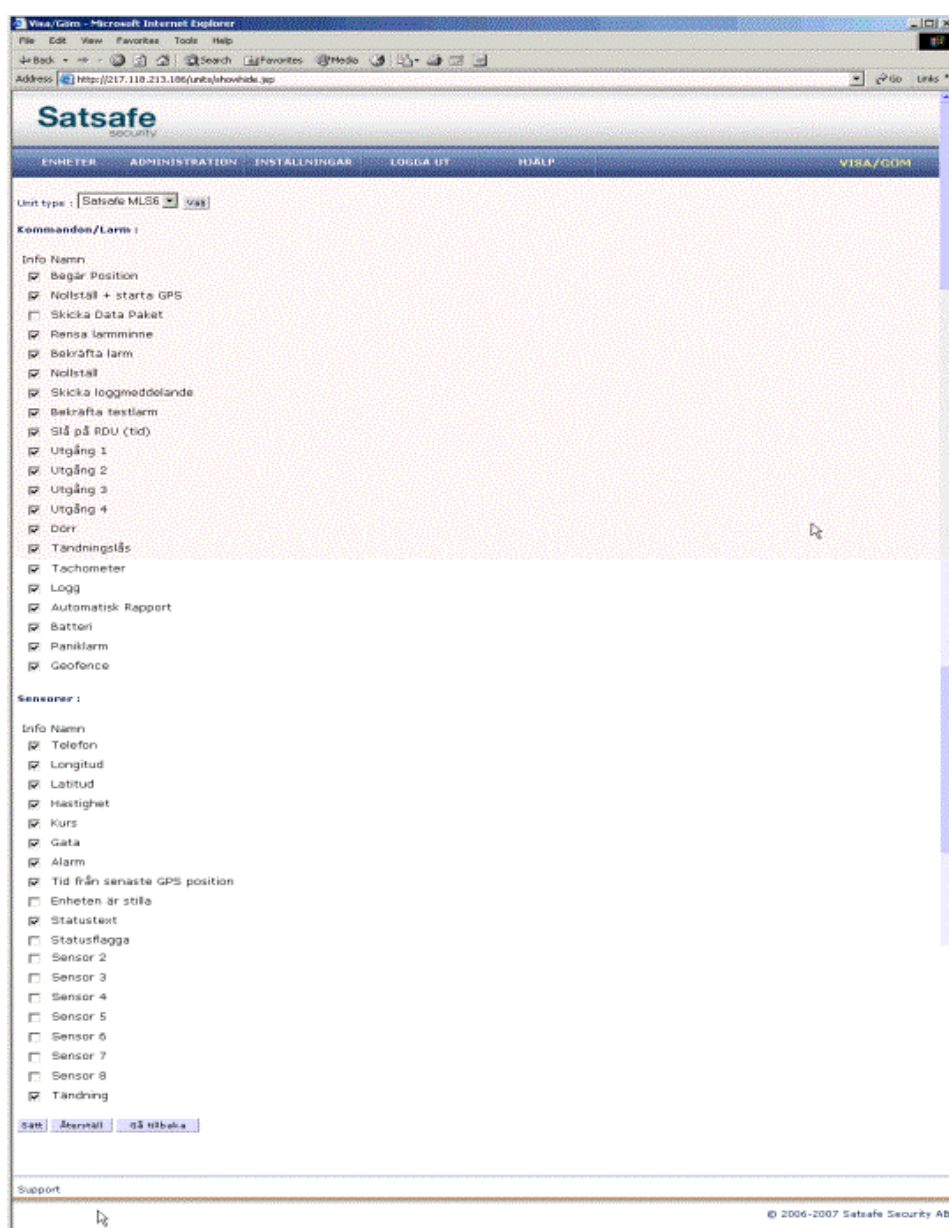 Visa/Göm - Microsoft Internet Explorer
File Edit View Favorites Tools Help
Back Search Favorites Media
Address http://217.118.213.186/units/showhide.jsp Go Links
Satsafe
security
ENHETER ADMINISTRATION INSTÄLLNINGAR LOGGA UT HJÄLP VISA/GÖM
Unit type : Satsafe MLS6 Välj
Kommandon/Larm :
Info Namn
Begär Position
Nollställ + starta GPS
Skicka Data Paket
Rensa larmminne
Bekräfta larm
Nollställ
Skicka loggmeddelande
Bekräfta testlarm
Slå på RDU (tid)
Utgång 1
Utgång 2
Utgång 3
Utgång 4
Dörr
Tändningslås
Tachometer
Logg
Automatisk Rapport
Batteri
Paniklarm
Geofence
Sensorer :
Info Namn
Telefon
Longitud
Latitud
Hastighet
Kurs
Gata
Alarm
Tid från senaste GPS position
Enheten är stilla
Statustext
Statusflagga
Sensor 2
Sensor 3
Sensor 4
Sensor 5
Sensor 6
Sensor 7
Sensor 8
Tändning
Sätt Återställ Gå tillbaka
Support
© 2006-2007 Satsafe Security AB